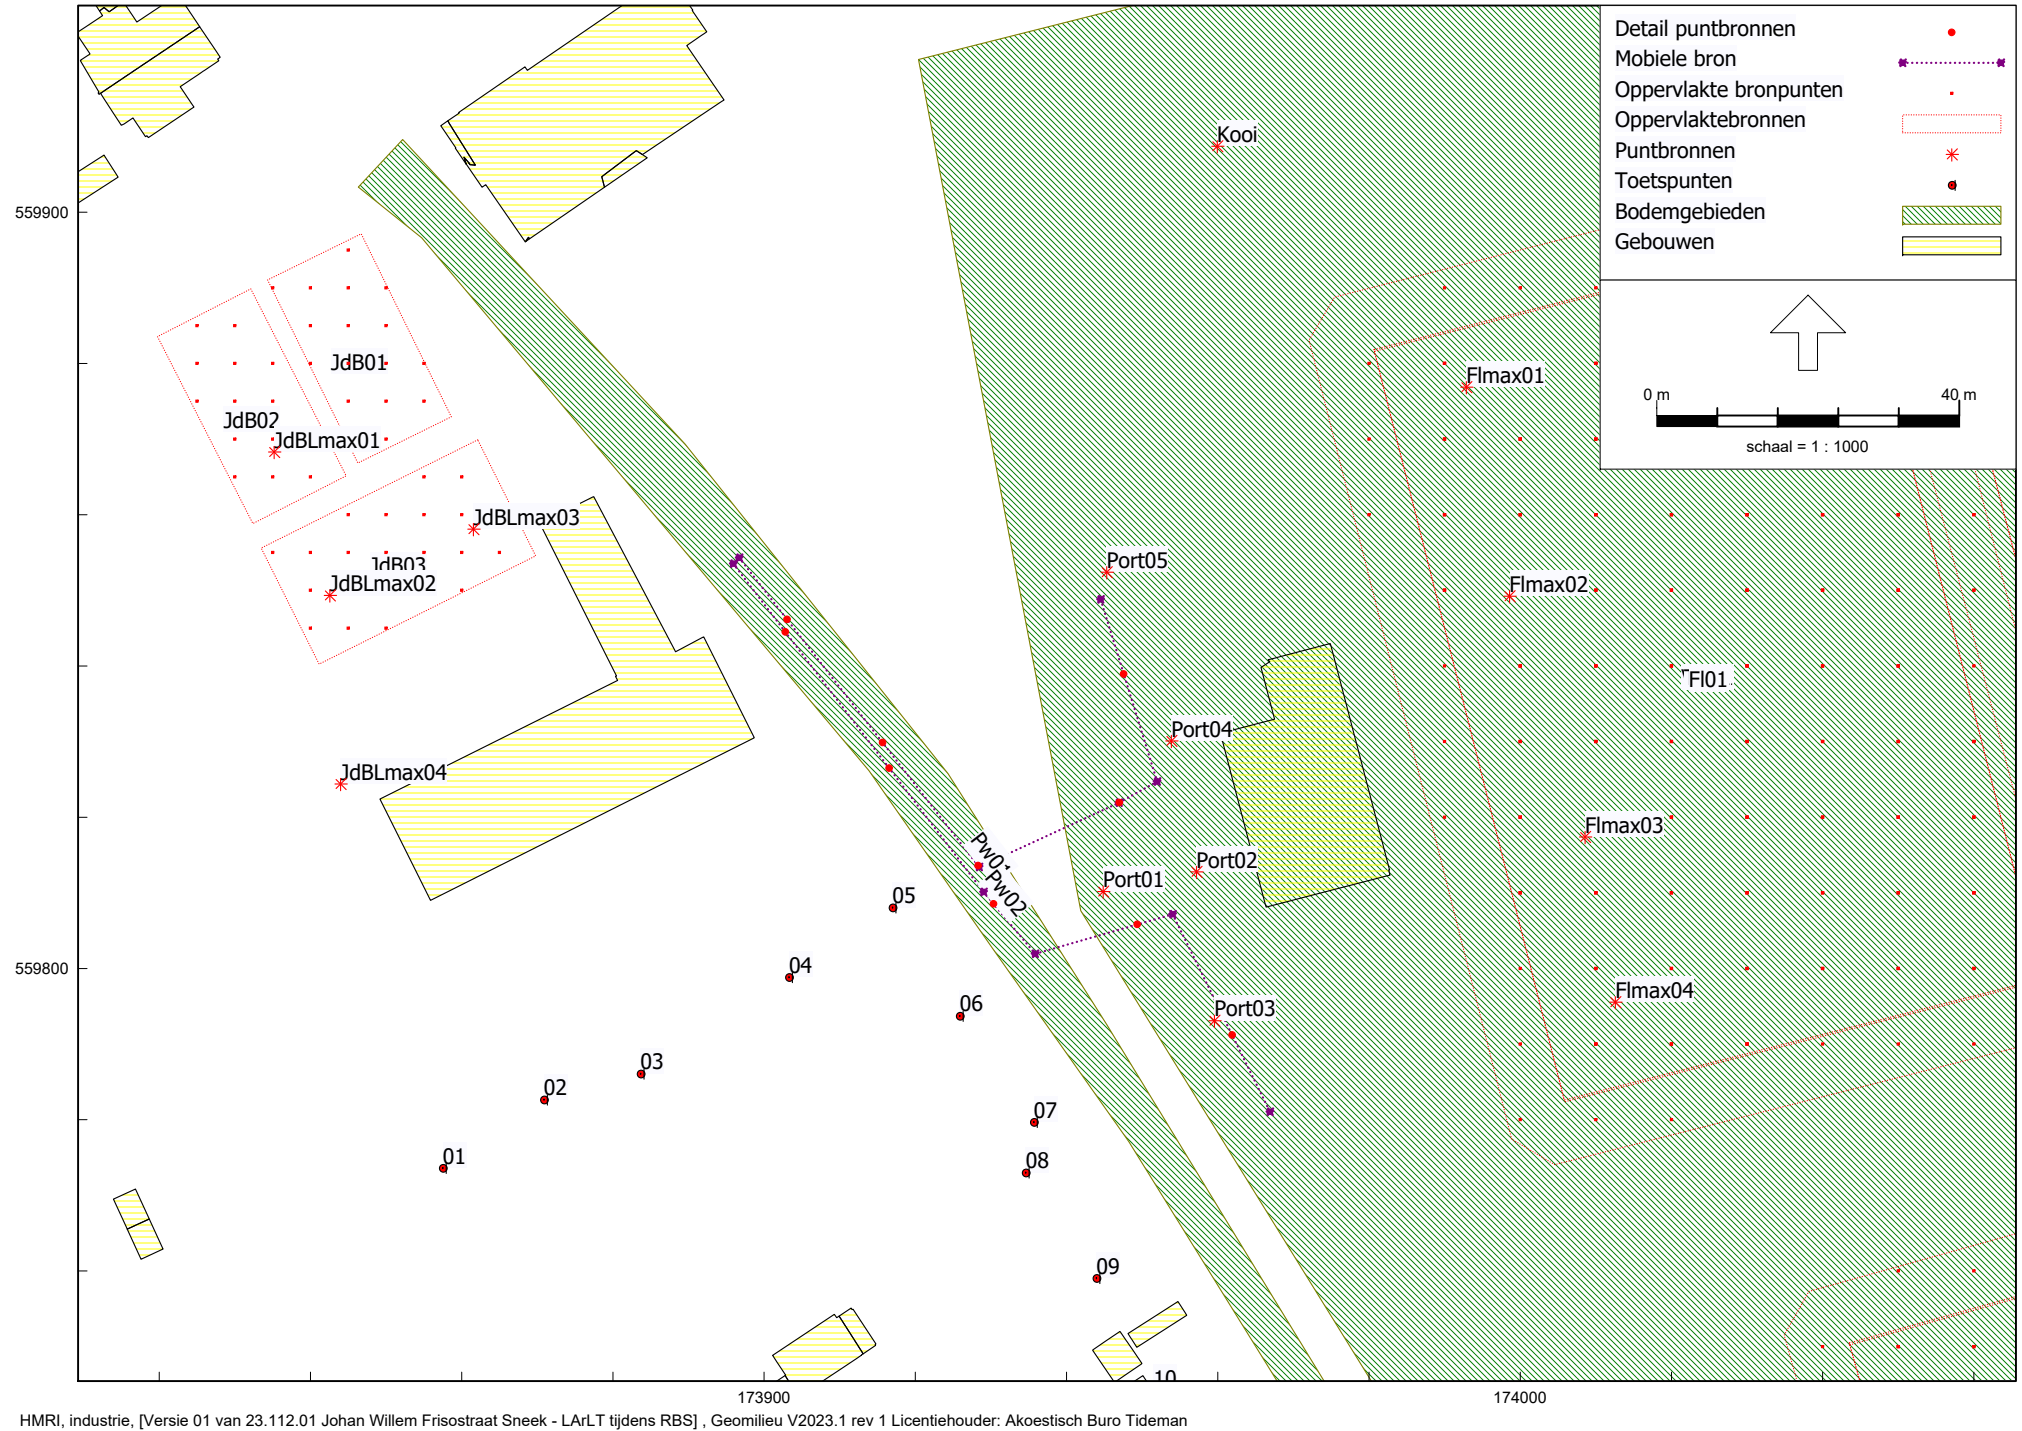 Detail puntbronnen
Mobiele bron
Oppervlakte bronpunten
Oppervlaktebronnen
Puntbronnen
Toetspunten
Bodemgebieden
Gebouwen
0 m 40 m
schaal = 1 : 1000
Kooi
559900
JdB01
Flmax01
JdB02
JdBLmax01
JdBLmax03
JdB03
JdBLmax02
Port05
Flmax02
Fl01
Port04
JdBLmax04
Flmax03
Pw01
Port02
Port01
Pw02
05
559800
04
Flmax04
06
Port03
03
02
07
01
08
09
10
173900 174000
HMRI, industrie, [Versie 01 van 23.112.01 Johan Willem Frisostraat Sneek - LArLT tijdens RBS] , Geomilieu V2023.1 rev 1 Licentiehouder: Akoestisch Buro Tideman